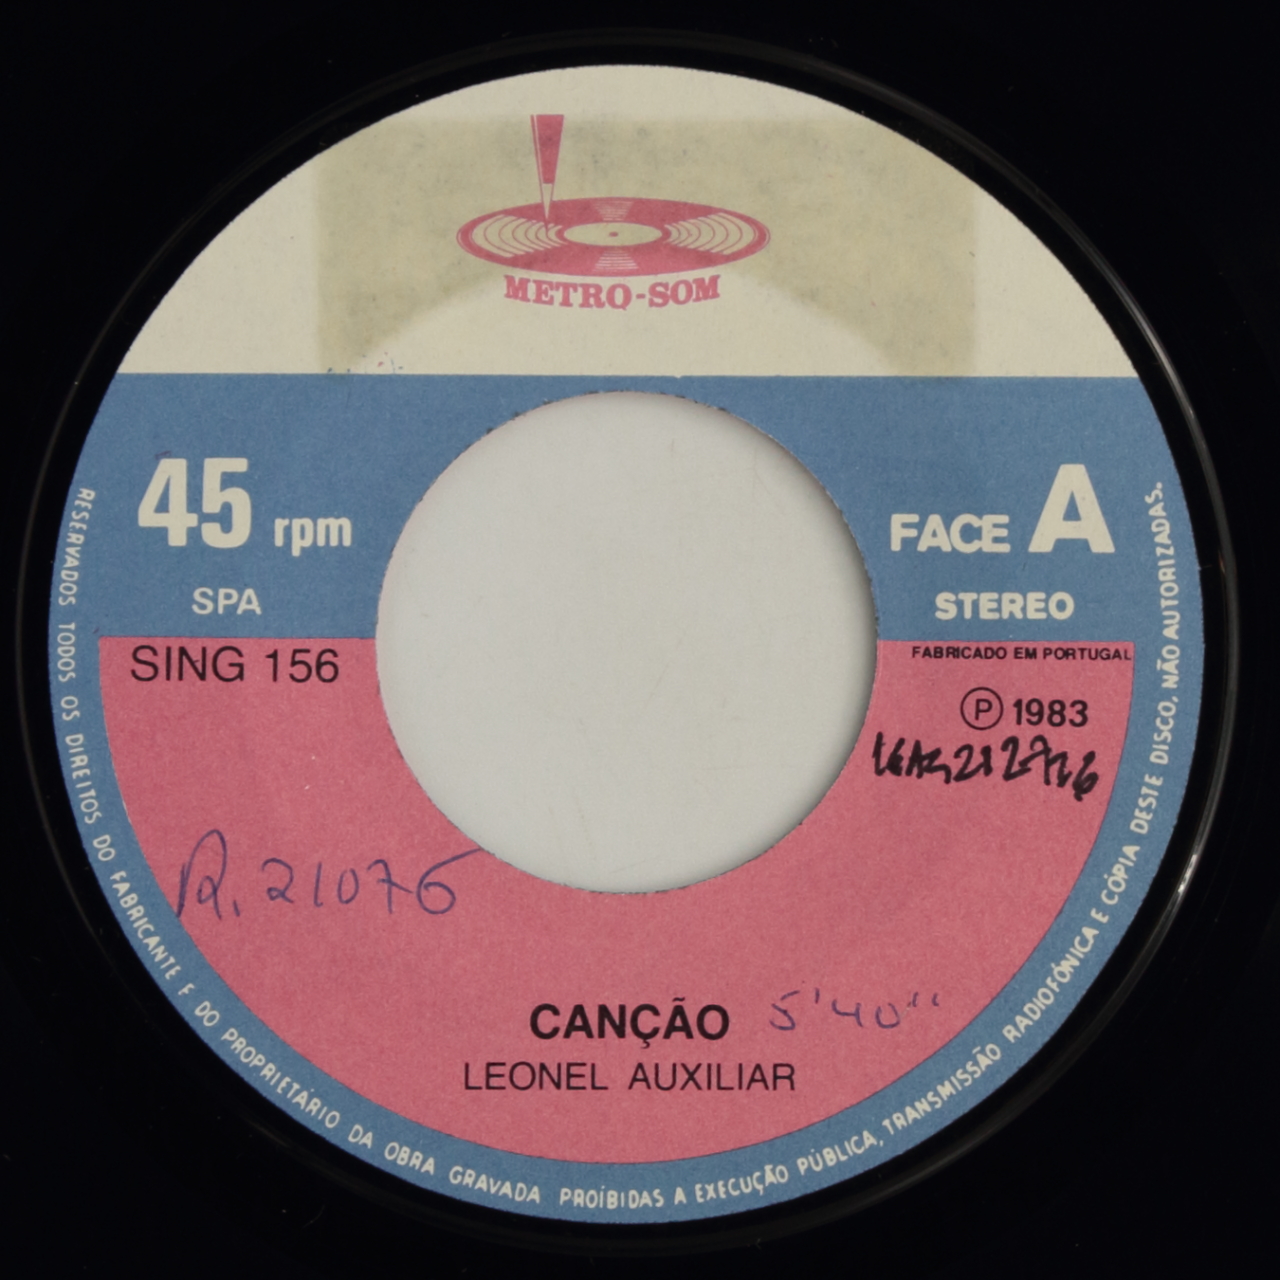 METRO-SOM
45 rpm
FACE A
SPA
STEREO
SING 156
FABRICADO EM PORTUGAL
℗ 1983
R. 21076
CANÇÃO 5'40''
LEONEL AUXILIAR
RESERVADOS TODOS OS DIREITOS DO FABRICANTE E DO PROPRIETÁRIO DA OBRA GRAVADA PROÍBIDAS A EXECUÇÃO PÚBLICA, TRANSMISSÃO RADIOFÓNICA E CÓPIA DESTE DISCO, NÃO AUTORIZADAS.